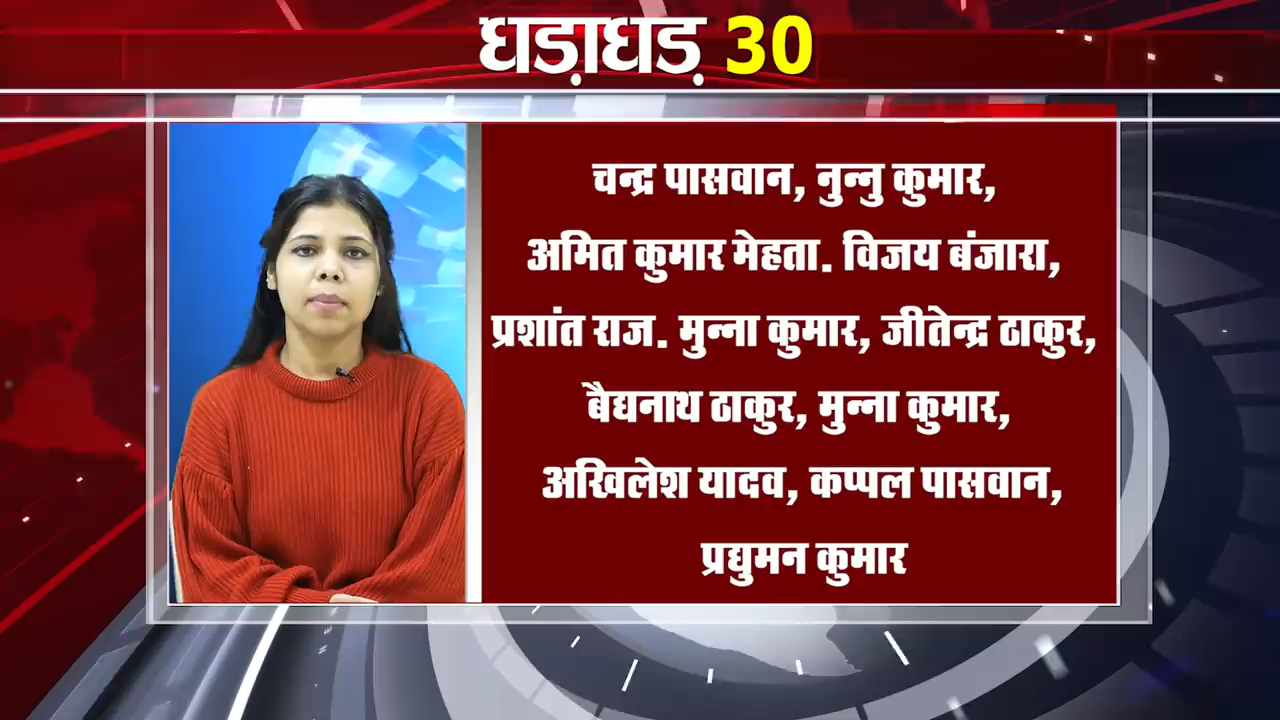 धड़ाधड़ 30
चन्द्र पासवान, नुन्नु कुमार,
अमित कुमार मेहता. विजय बंजारा,
प्रशांत राज. मुन्ना कुमार, जीतेन्द्र ठाकुर,
बैद्यनाथ ठाकुर, मुन्ना कुमार,
अखिलेश यादव, कप्पल पासवान,
प्रद्युमन कुमार